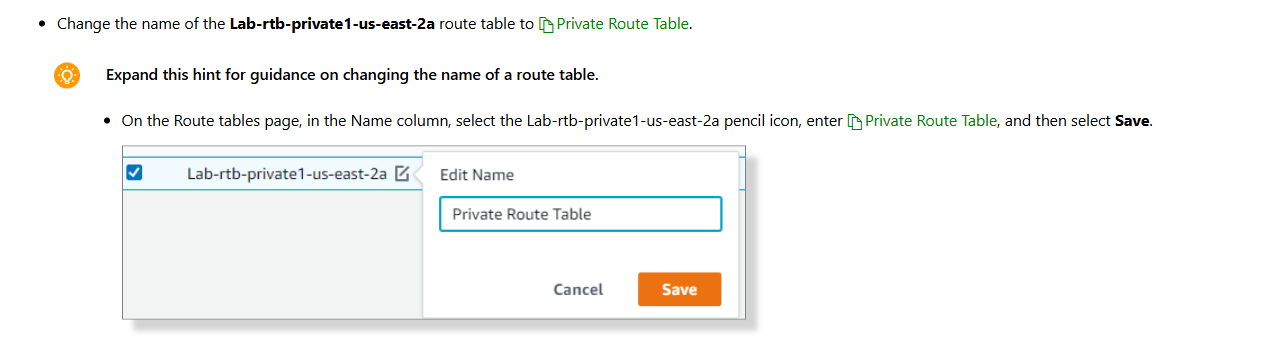 Change the name of the Lab-rtb-private1-us-east-2a route table to Private Route Table.
Expand this hint for guidance on changing the name of a route table.
On the Route tables page, in the Name column, select the Lab-rtb-private1-us-east-2a pencil icon, enter Private Route Table, and then select Save.
Lab-rtb-private1-us-east-2a
Edit Name
Private Route Table
Cancel
Save